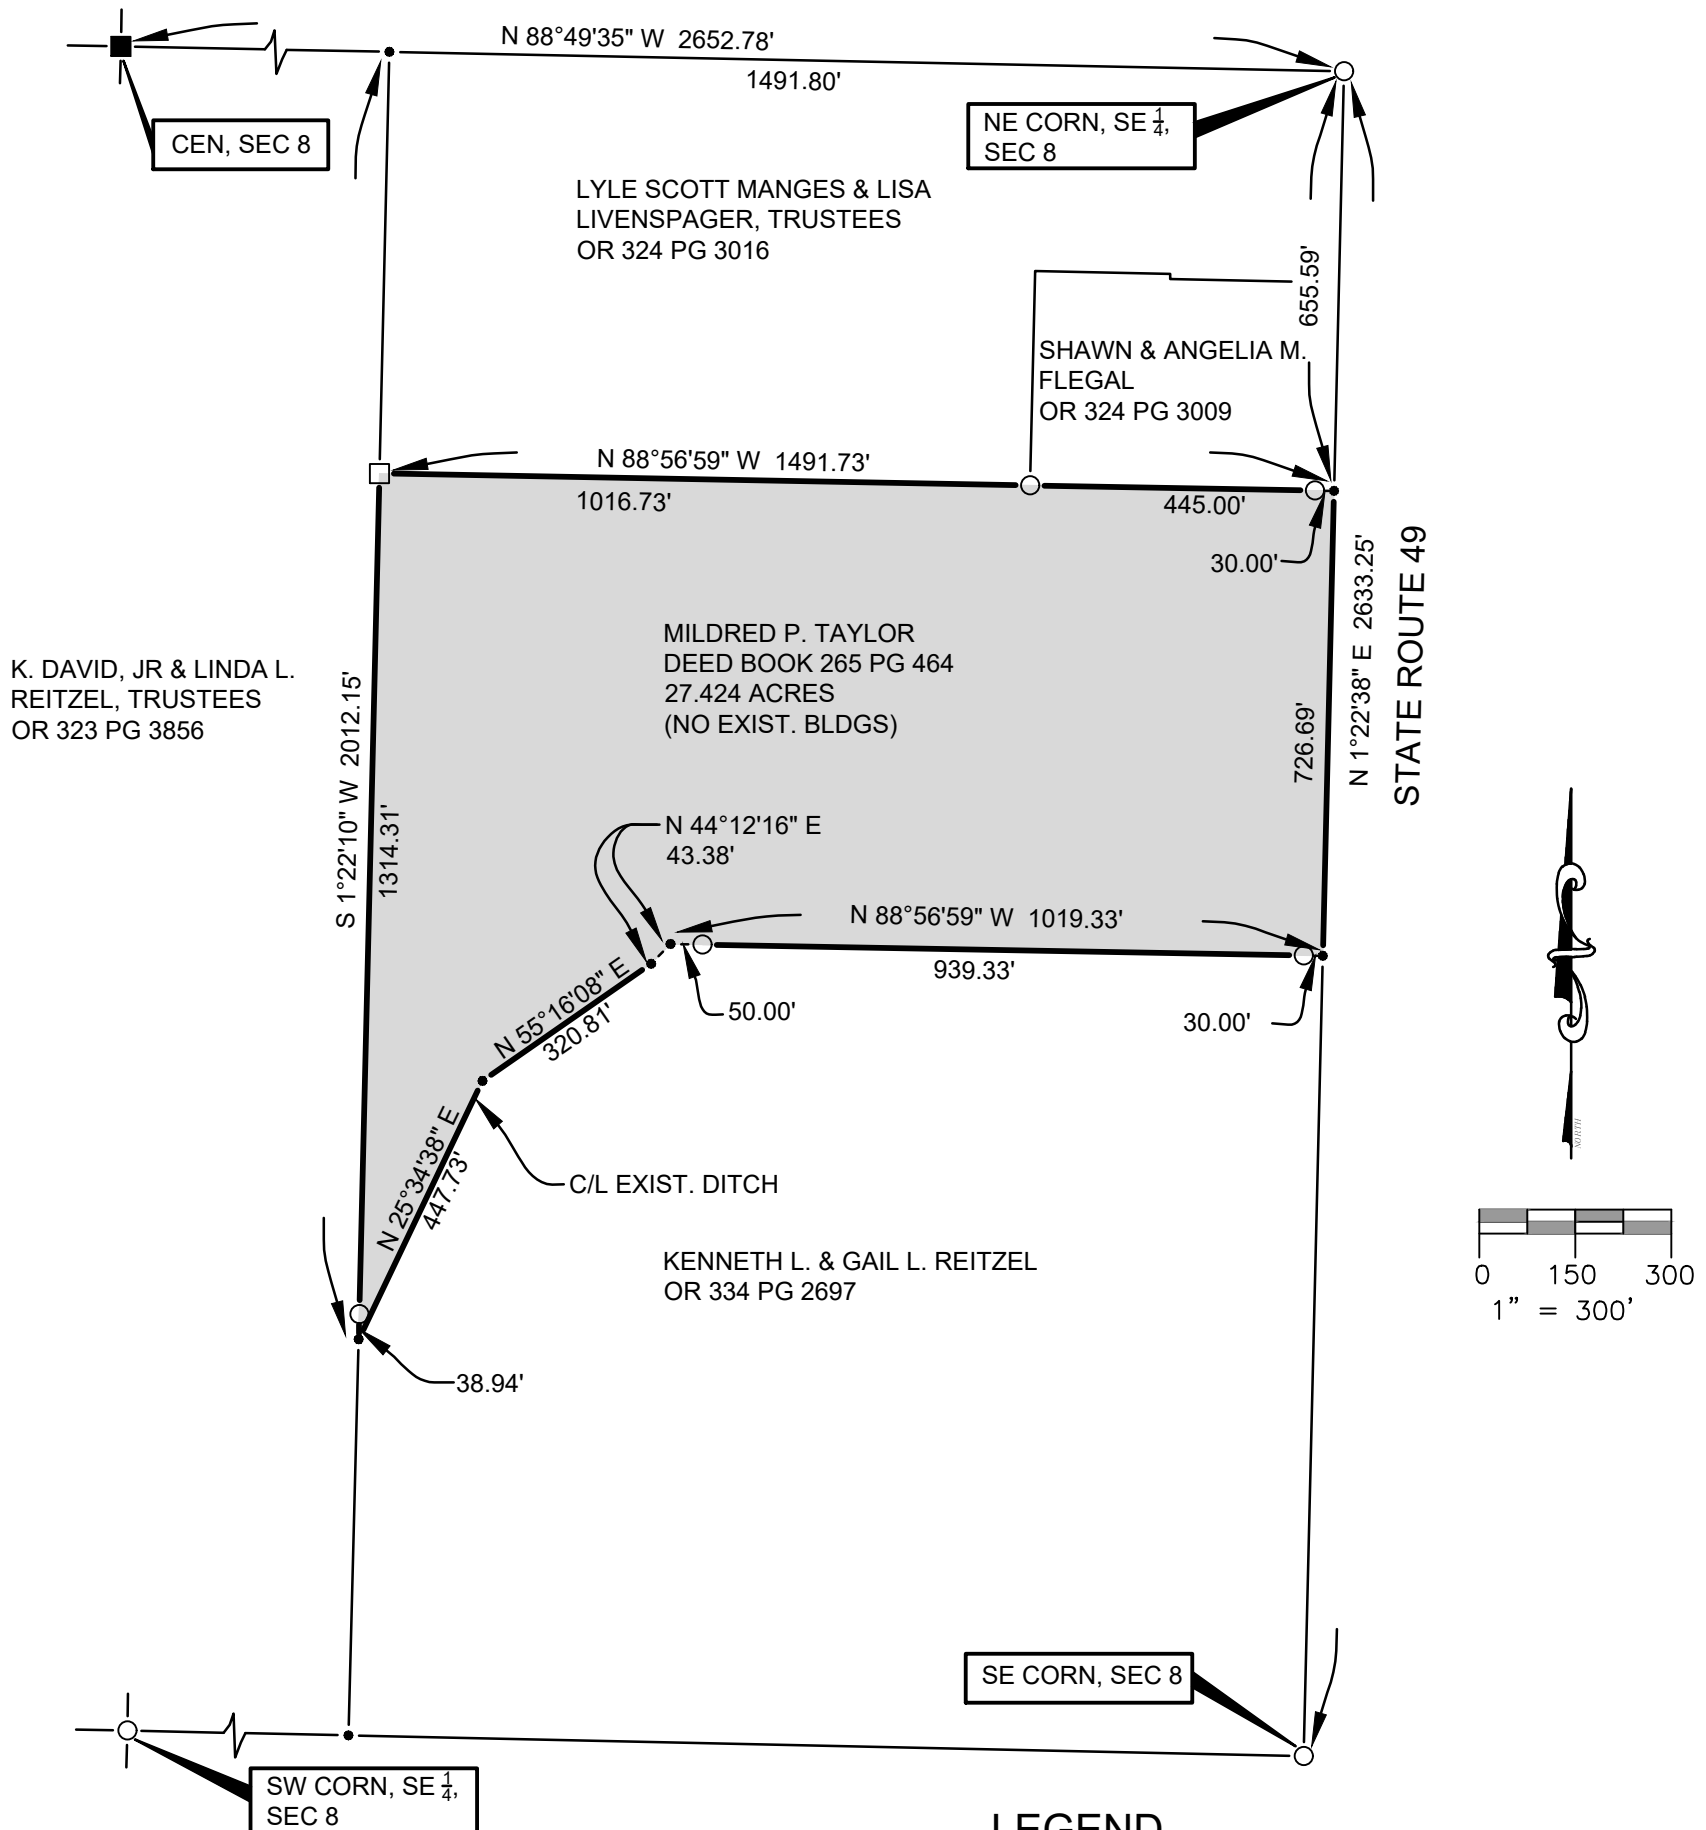 N 88°49'35" W 2652.78'
1491.80'
CEN, SEC 8
NE CORN, SE 1/4,
SEC 8
LYLE SCOTT MANGES & LISA
LIVENSPAGER, TRUSTEES
OR 324 PG 3016
655.59'
SHAWN & ANGELIA M.
FLEGAL
OR 324 PG 3009
N 88°56'59" W 1491.73'
1016.73'
445.00'
30.00'
N 1°22'38" E 2633.25'
STATE ROUTE 49
726.69'
MILDRED P. TAYLOR
DEED BOOK 265 PG 464
27.424 ACRES
(NO EXIST. BLDGS)
K. DAVID, JR & LINDA L.
REITZEL, TRUSTEES
OR 323 PG 3856
S 1°22'10" W 2012.15'
1314.31'
N 44°12'16" E
43.38'
N 88°56'59" W 1019.33'
939.33'
50.00'
30.00'
N 55°16'08" E
320.81'
N 25°34'38" E
447.73'
C/L EXIST. DITCH
NORTH
KENNETH L. & GAIL L. REITZEL
OR 334 PG 2697
0 150 300
1" = 300'
38.94'
SE CORN, SEC 8
SW CORN, SE 1/4,
SEC 8
LEGEND